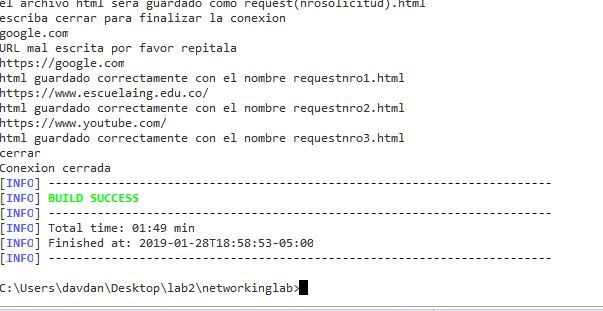 el archivo html sera guardado como request(nrosolicitud).html
escriba cerrar para finalizar la conexion
google.com
URL mal escrita por favor repitala
https://google.com
html guardado correctamente con el nombre requestnro1.html
https://www.escuelaing.edu.co/
html guardado correctamente con el nombre requestnro2.html
https://www.youtube.com/
html guardado correctamente con el nombre requestnro3.html
cerrar
Conexion cerrada
[INFO] ------------------------------------------------------------------------
[INFO] BUILD SUCCESS
[INFO] ------------------------------------------------------------------------
[INFO] Total time: 01:49 min
[INFO] Finished at: 2019-01-28T18:58:53-05:00
[INFO] ------------------------------------------------------------------------
C:\Users\davdan\Desktop\lab2\networkinglab>